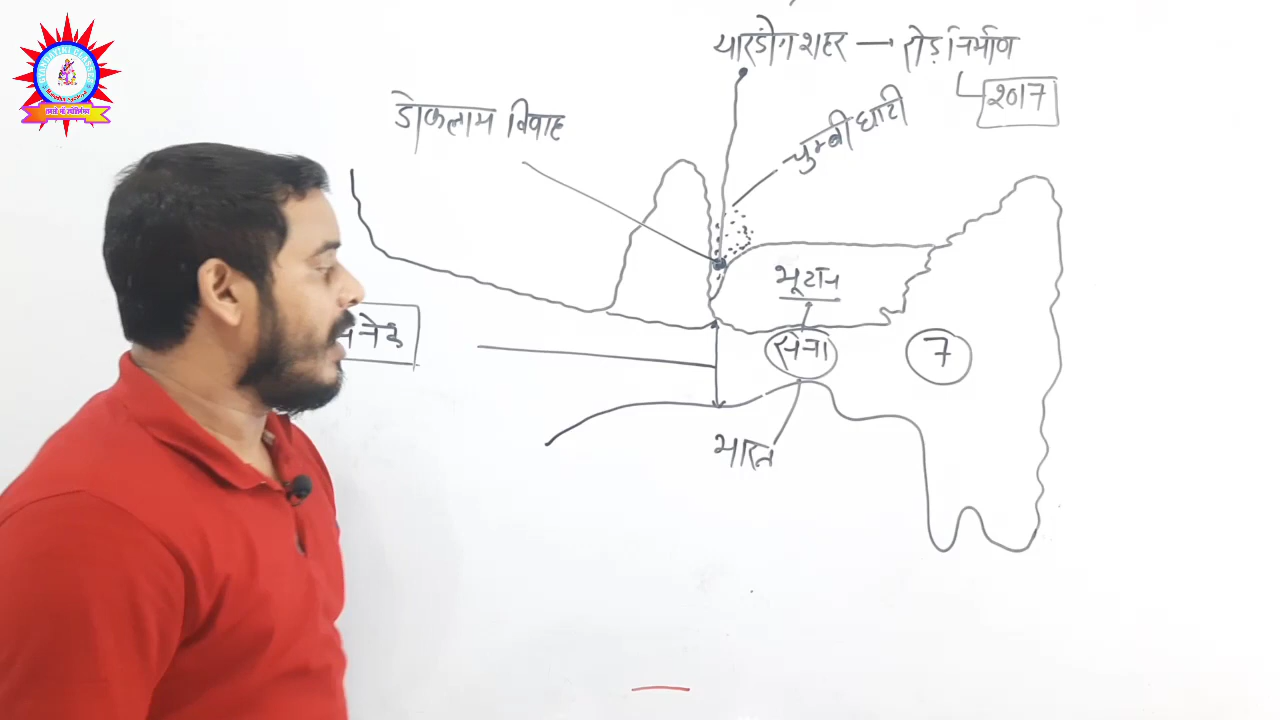 यारडोंग शहर → रोड़ निर्माण
2017
डोकलाम विवाद
चुम्बी घाटी
भूटान
सेना
7
नेक
भारत